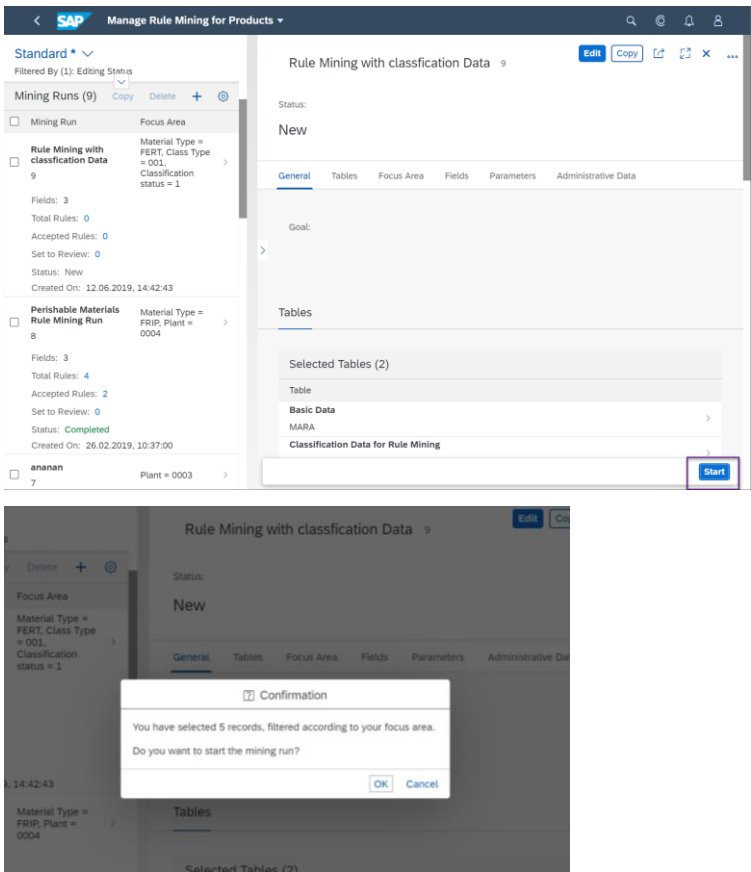 SAP Manage Rule Mining for Products
Standard *
Filtered By (1): Editing Status
Mining Runs (9) Copy Delete
Mining Run Focus Area
Rule Mining with
classfication Data
9
Material Type =
FERT, Class Type
= 001,
Classification
status = 1
Fields: 3
Total Rules: 0
Accepted Rules: 0
Set to Review: 0
Status: New
Created On: 12.06.2019, 14:42:43
Perishable Materials
Rule Mining Run
8
Material Type =
FRIP, Plant =
0004
Fields: 3
Total Rules: 4
Accepted Rules: 2
Set to Review: 0
Status: Completed
Created On: 26.02.2019, 10:37:00
ananan
7
Plant = 0003
Rule Mining with classfication Data 9
Edit Copy
Status:
New
General Tables Focus Area Fields Parameters Administrative Data
Goal:
Tables
Selected Tables (2)
Table
Basic Data
MARA
Classification Data for Rule Mining
Start
Rule Mining with classfication Data 9
Edit Co
s
y Delete
Focus Area
Material Type =
FERT, Class Type
= 001,
Classification
status = 1
Status:
New
General Tables Focus Area Fields Parameters Administrative Da
Confirmation
You have selected 5 records, filtered according to your focus area.
Do you want to start the mining run?
OK Cancel
9, 14:42:43
Material Type =
FRIP, Plant =
0004
Tables
Selected Tables (2)